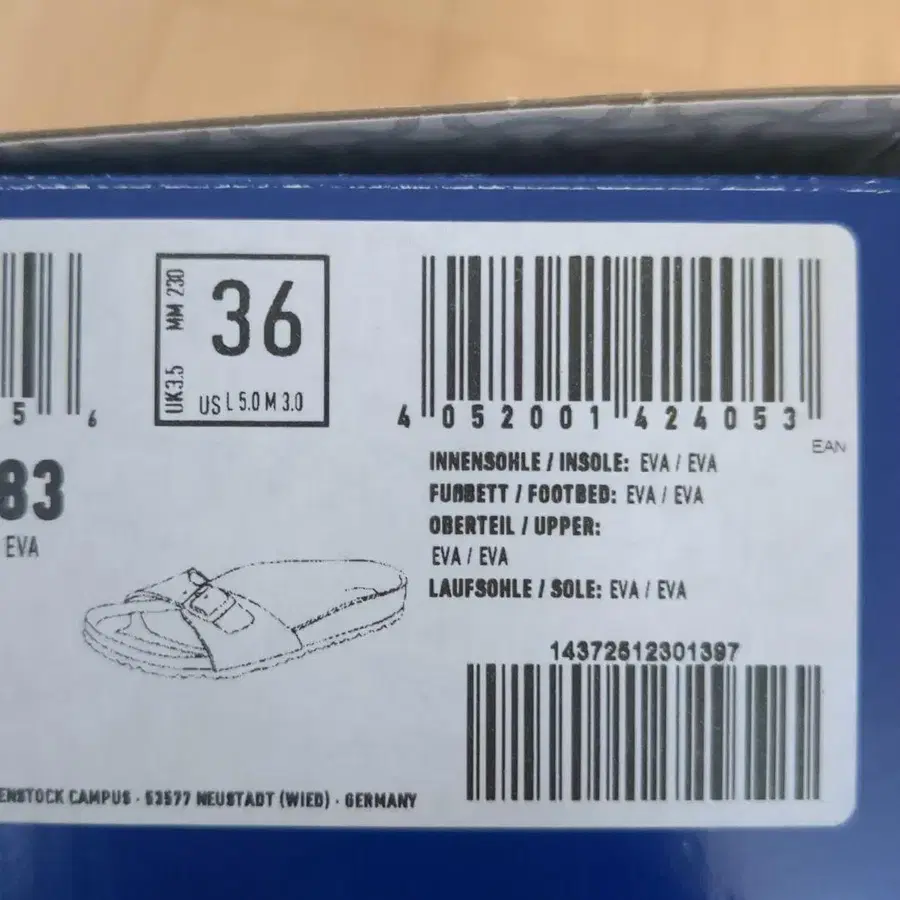 MM 230
UK3.5
36
US L 5.0 M 3.0
5 6
4 052001 424053
EAN
83
EVA
INNENSOHLE / INSOLE: EVA / EVA
FUßBETT / FOOTBED: EVA / EVA
OBERTEIL / UPPER:
EVA / EVA
LAUFSOHLE / SOLE: EVA / EVA
14372512301397
ENSTOCK CAMPUS · 53577 NEUSTADT (WIED) · GERMANY